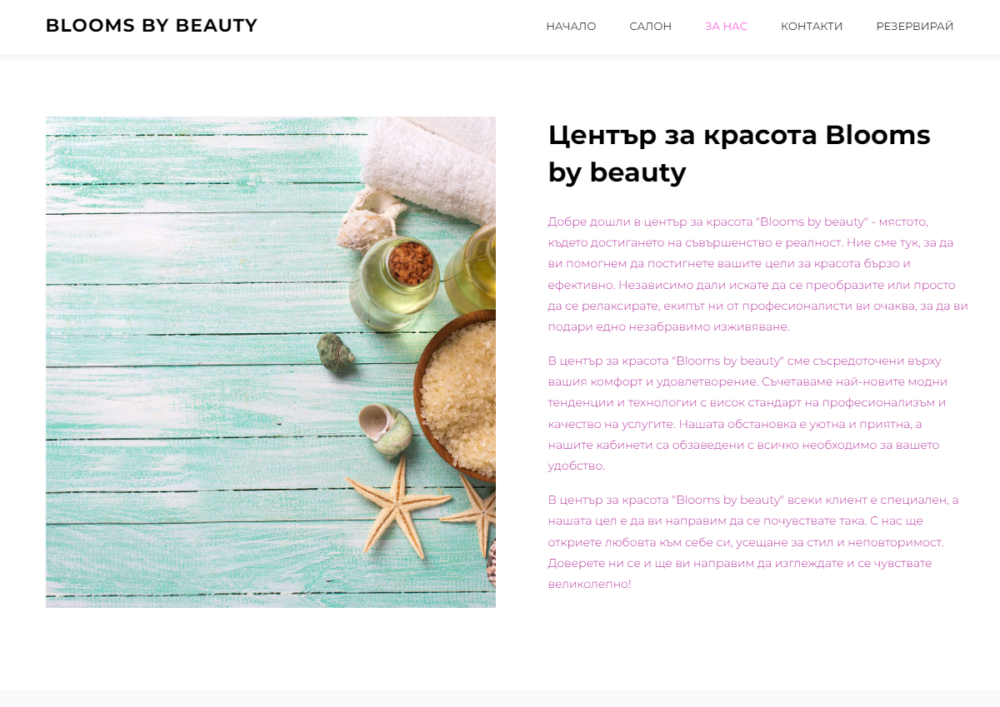 BLOOMS BY BEAUTY
НАЧАЛО
САЛОН
ЗА НАС
КОНТАКТИ
РЕЗЕРВИРАЙ
Център за красота Blooms
by beauty
Добре дошли в център за красота "Blooms by beauty" - мястото,
където достигането на съвършенство е реалност. Ние сме тук, за да
ви помогнем да постигнете вашите цели за красота бързо и
ефективно. Независимо дали искате да се преобразите или просто
да се релаксирате, екипът ни от професионалисти ви очаква, за да ви
подари едно незабравимо изживяване.
В център за красота "Blooms by beauty" сме съсредоточени върху
вашия комфорт и удовлетворение. Съчетаваме най-новите модни
тенденции и технологии с висок стандарт на професионализъм и
качество на услугите. Нашата обстановка е уютна и приятна, а
нашите кабинети са обзаведени с всичко необходимо за вашето
удобство.
В център за красота "Blooms by beauty" всеки клиент е специален, а
нашата цел е да ви направим да се почувствате така. С нас ще
откриете любовта към себе си, усещане за стил и неповторимост.
Доверете ни се и ще ви направим да изглеждате и се чувствате
великолепно!